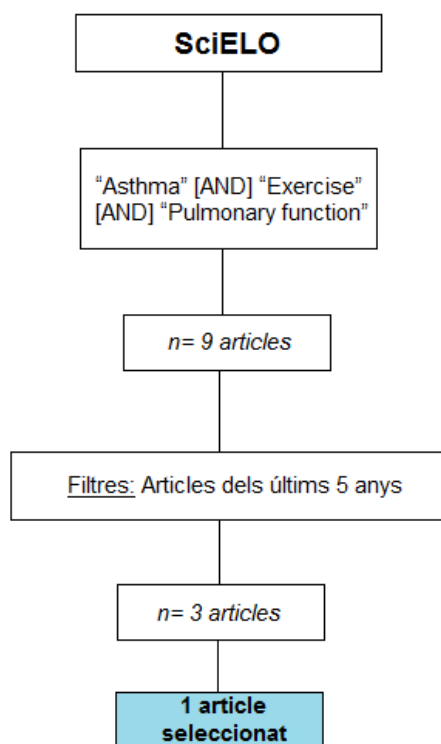 SciELO
“Asthma” [AND] “Exercise”
[AND] “Pulmonary function”
n= 9 articles
Filtres: Articles dels últims 5 anys
n= 3 articles
1 article
seleccionat